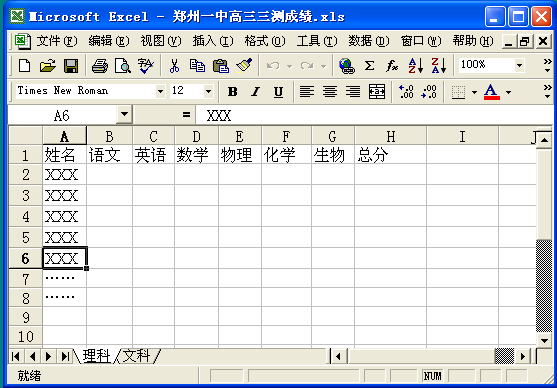 Microsoft Excel - 郑州一中高三三测成绩.xls
文件(F) 编辑(E) 视图(V) 插入(I) 格式(O) 工具(T) 数据(D) 窗口(W) 帮助(H)
100%
Times New Roman 12 B I U
A6 = XXX
A B C D E F G H I J
1 姓名 语文 英语 数学 物理 化学 生物 总分
2 XXX
3 XXX
4 XXX
5 XXX
6 XXX
7 ……
8 ……
9
10
理科 文科
就绪 NUM